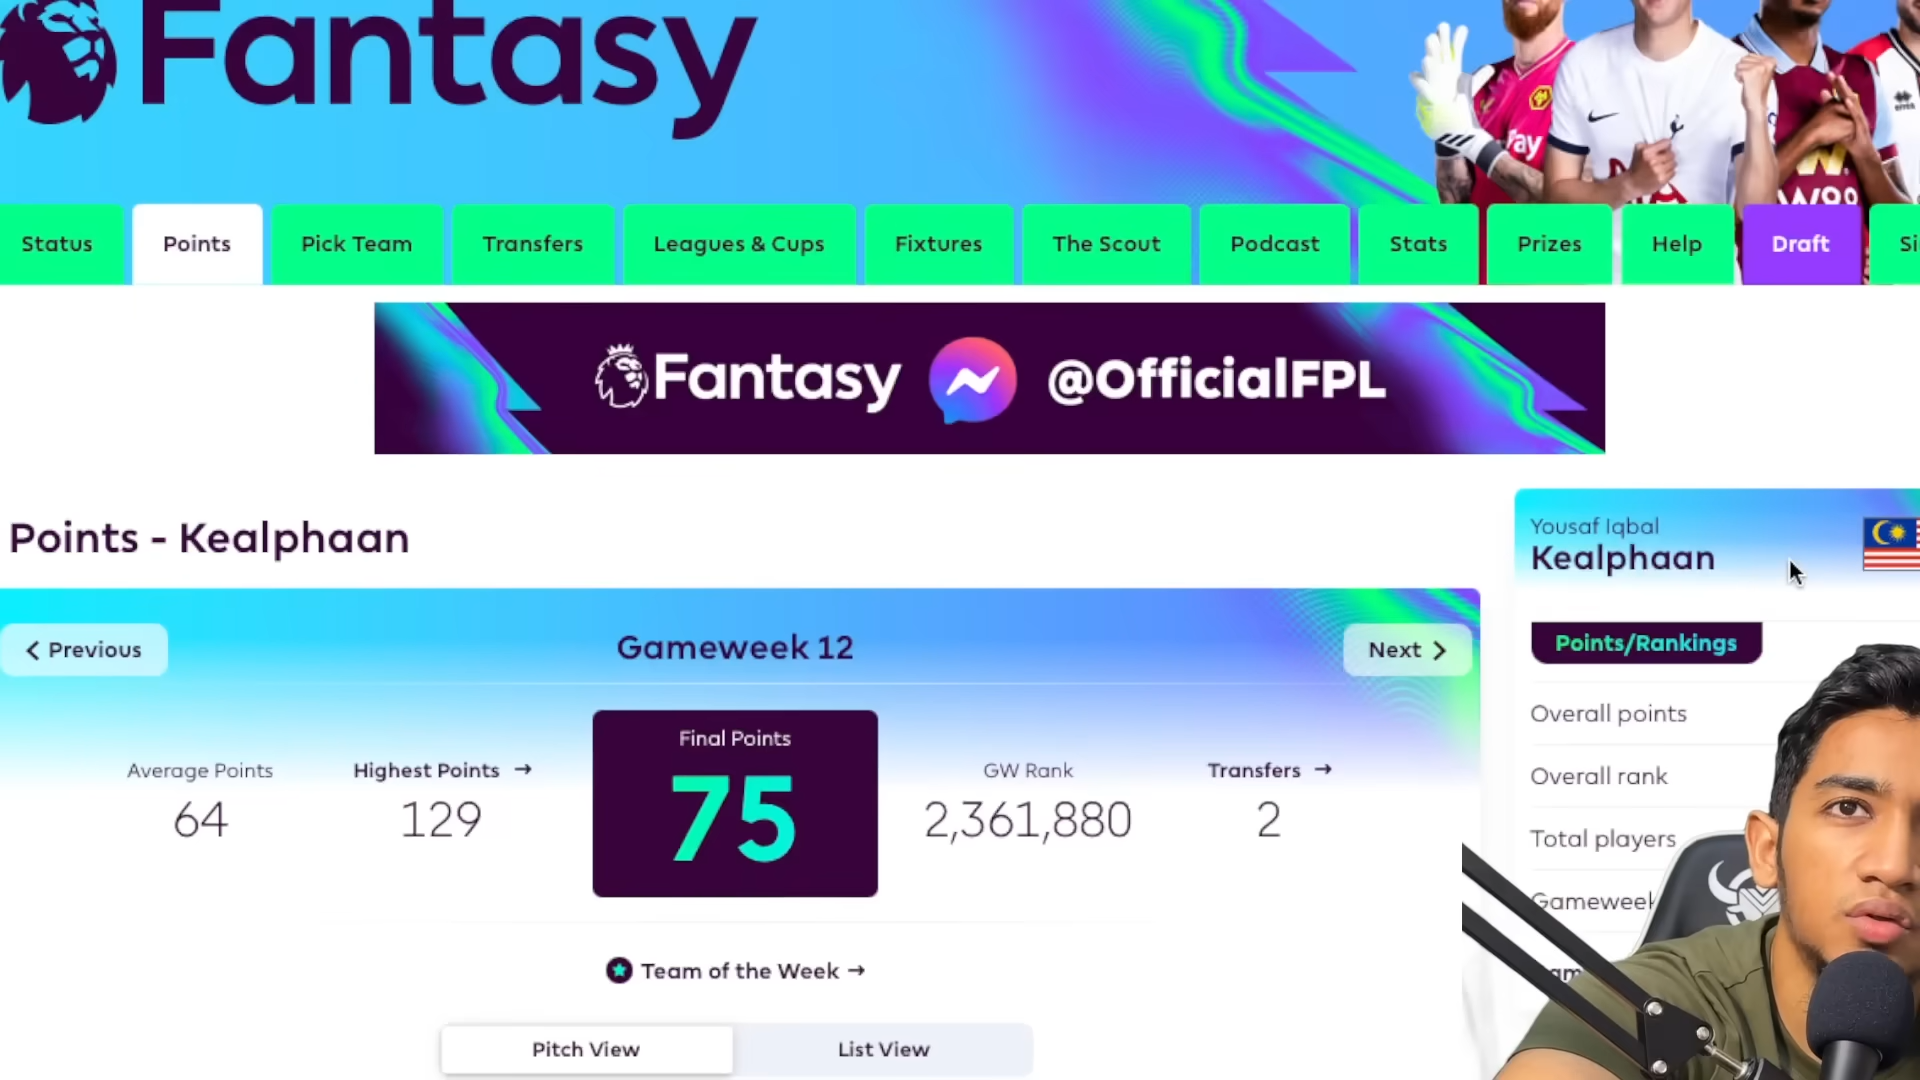 Fantasy
Status
Points
Pick Team
Transfers
Leagues & Cups
Fixtures
The Scout
Podcast
Stats
Prizes
Help
Draft
Fantasy @OfficialFPL
Points - Kealphaan
Previous
Gameweek 12
Next
Average Points
64
Highest Points →
129
Final Points
75
GW Rank
2,361,880
Transfers →
2
Team of the Week →
Pitch View
List View
Yousaf Iqbal
Kealphaan
Points/Rankings
Overall points
Overall rank
Total players